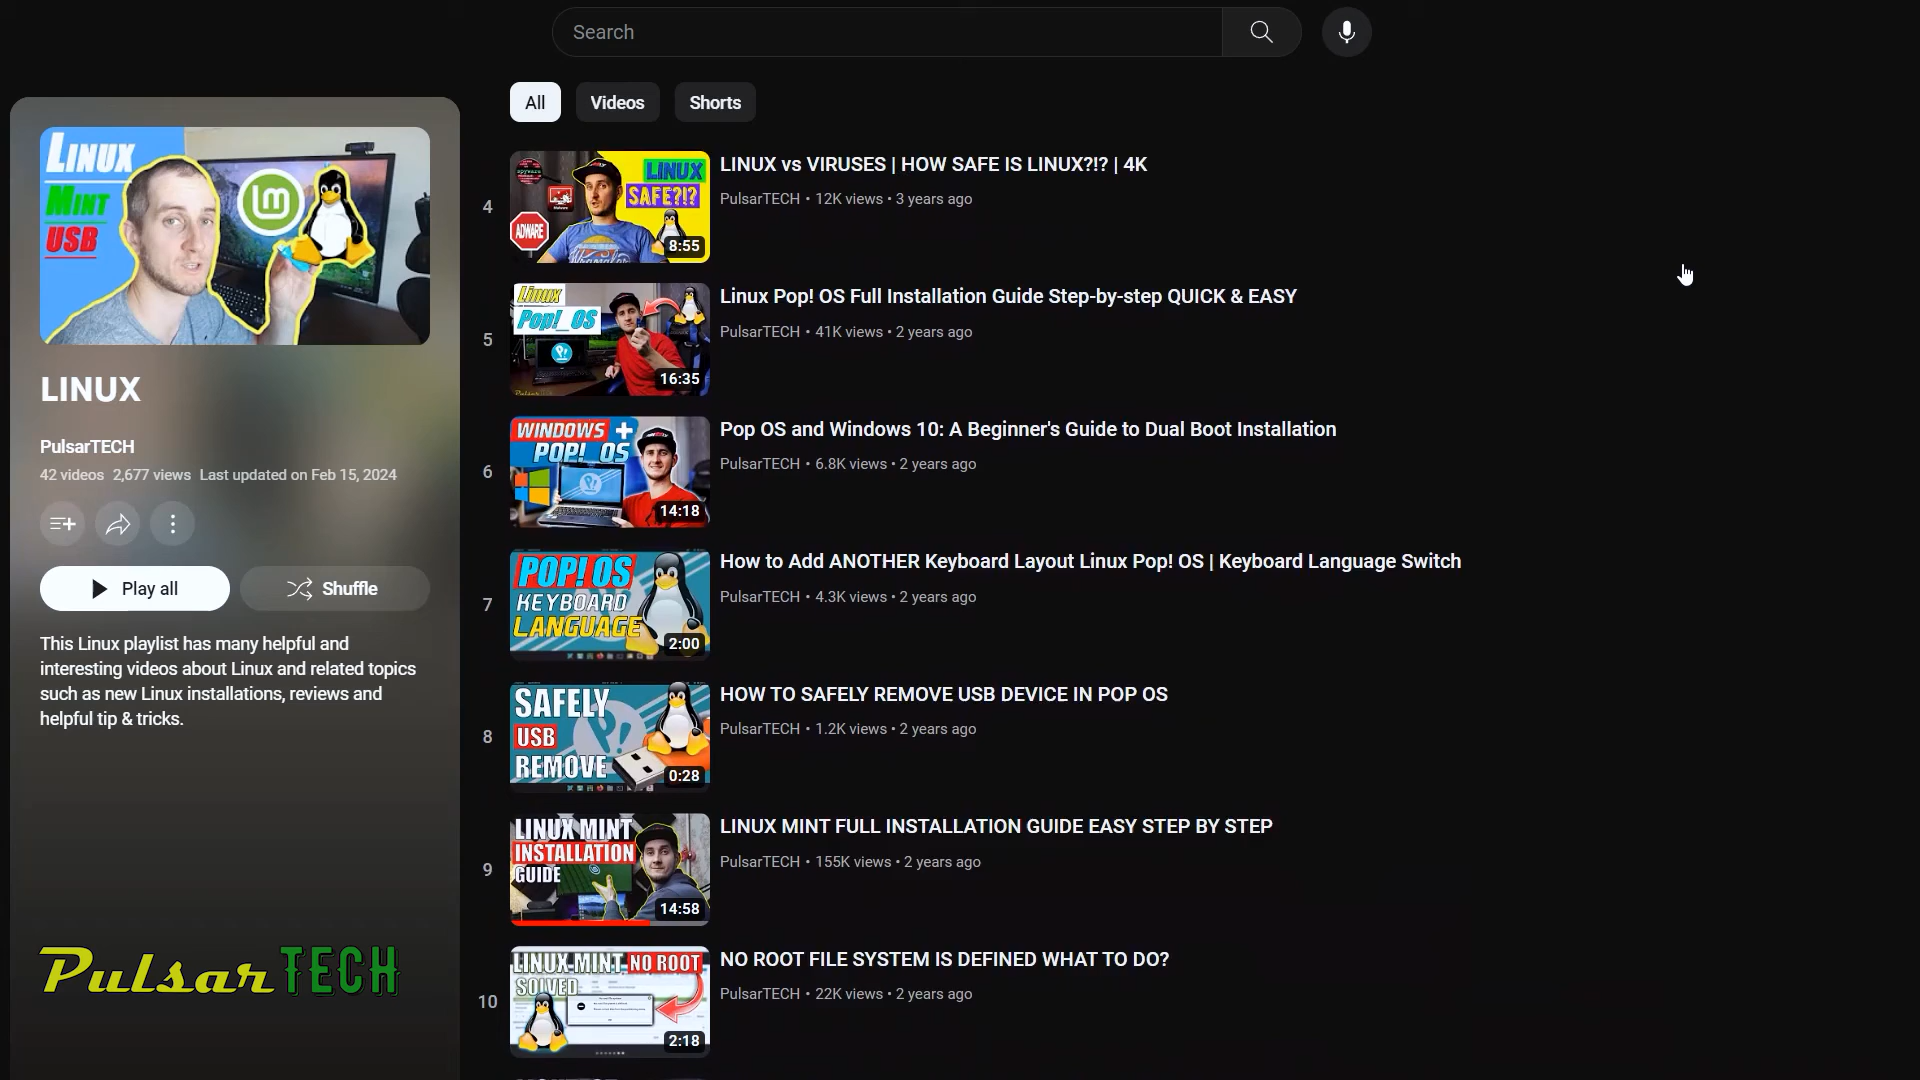 Search
All
Videos
Shorts
LINUX
MINT
USB
LINUX
PulsarTECH
42 videos 2,677 views Last updated on Feb 15, 2024
Play all
Shuffle
This Linux playlist has many helpful and
interesting videos about Linux and related topics
such as new Linux installations, reviews and
helpful tip & tricks.
PulsarTECH
4
spyware
LINUX
SAFE?!?
ADWARE
8:55
LINUX vs VIRUSES | HOW SAFE IS LINUX?!? | 4K
PulsarTECH • 12K views • 3 years ago
5
Linux
Pop!_OS
16:35
Linux Pop! OS Full Installation Guide Step-by-step QUICK & EASY
PulsarTECH • 41K views • 2 years ago
6
WINDOWS +
POP!_OS
14:18
Pop OS and Windows 10: A Beginner's Guide to Dual Boot Installation
PulsarTECH • 6.8K views • 2 years ago
7
POP! OS
KEYBOARD
LANGUAGE
2:00
How to Add ANOTHER Keyboard Layout Linux Pop! OS | Keyboard Language Switch
PulsarTECH • 4.3K views • 2 years ago
8
SAFELY
USB
REMOVE
0:28
HOW TO SAFELY REMOVE USB DEVICE IN POP OS
PulsarTECH • 1.2K views • 2 years ago
9
LINUX MINT
INSTALLATION
GUIDE
14:58
LINUX MINT FULL INSTALLATION GUIDE EASY STEP BY STEP
PulsarTECH • 155K views • 2 years ago
10
LINUX MINT NO ROOT
SOLVED
2:18
NO ROOT FILE SYSTEM IS DEFINED WHAT TO DO?
PulsarTECH • 22K views • 2 years ago